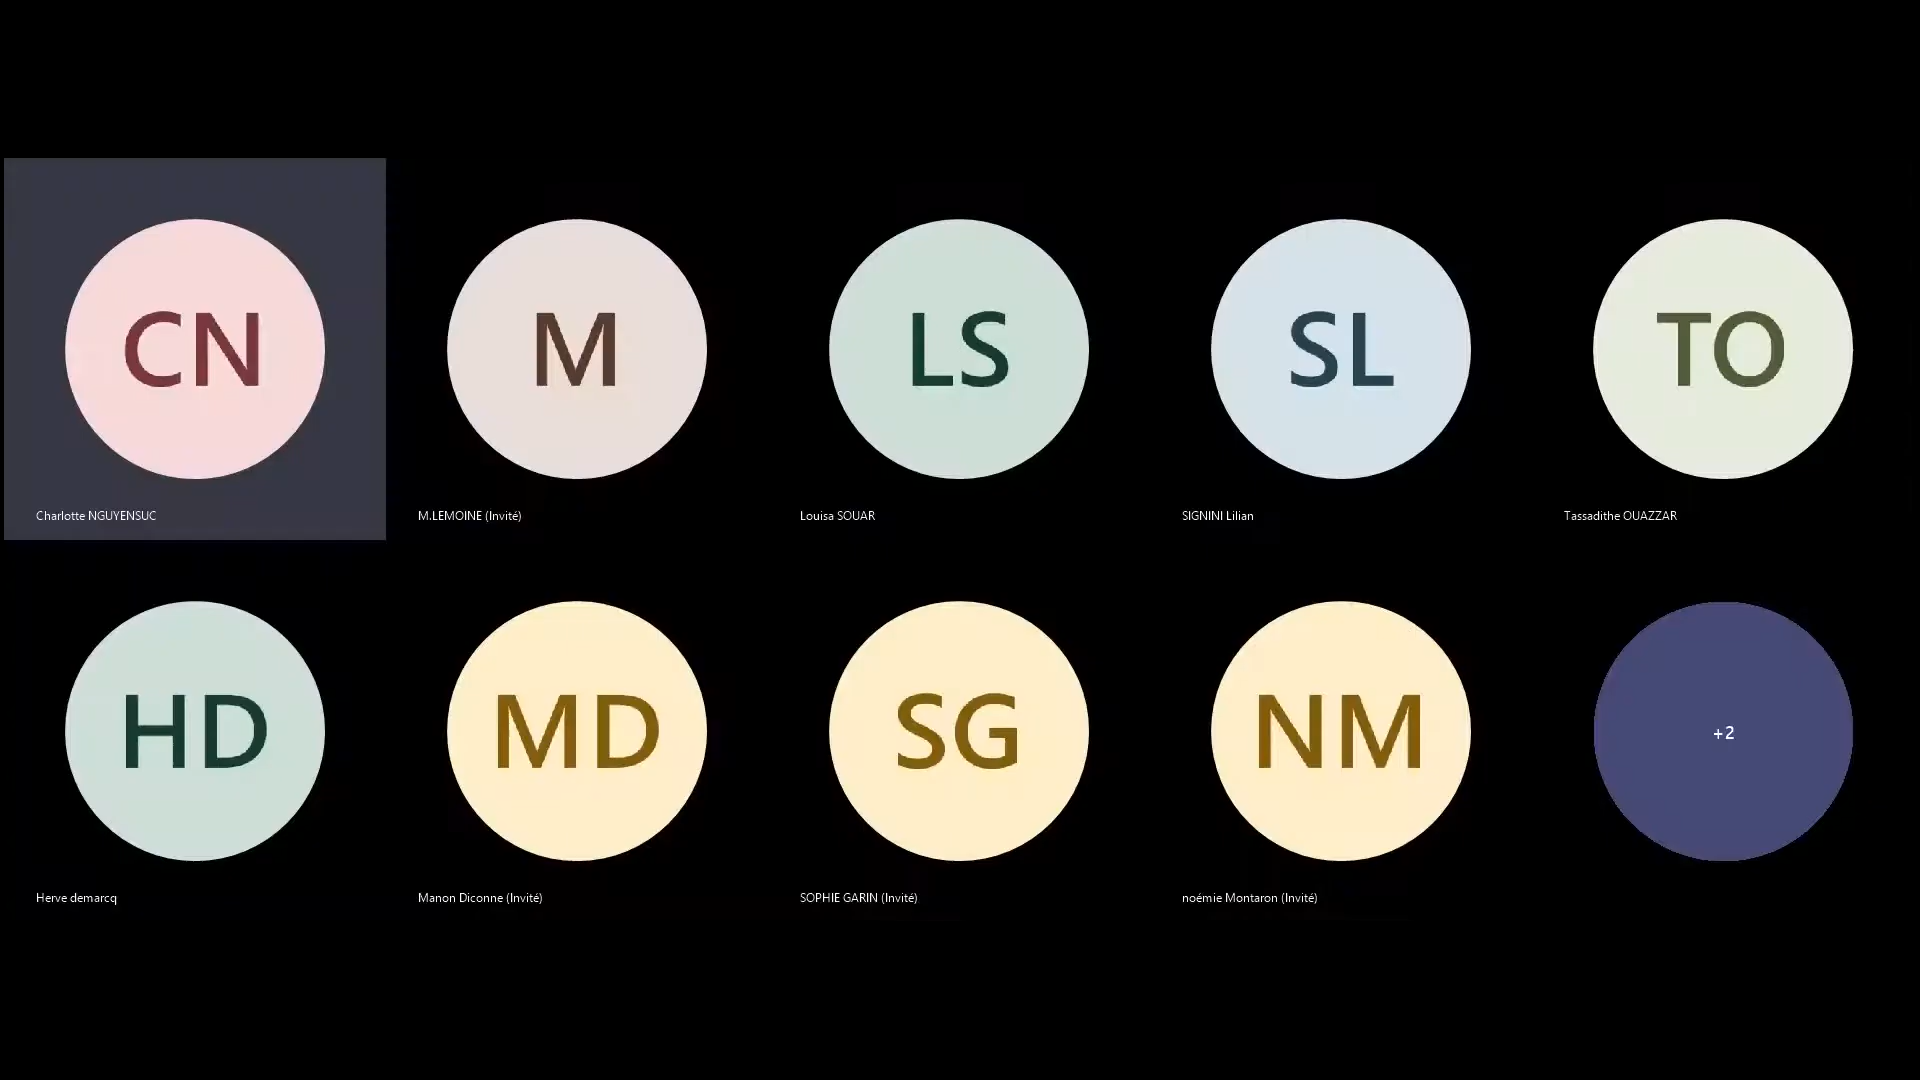 CN
M
LS
SL
TO
Charlotte NGUYENSUC
M.LEMOINE (Invité)
Louisa SOUAR
SIGNINI Lilian
Tassadithe OUAZZAR
HD
MD
SG
NM
+2
Herve demarcq
Manon Diconne (Invité)
SOPHIE GARIN (Invité)
noémie Montaron (Invité)